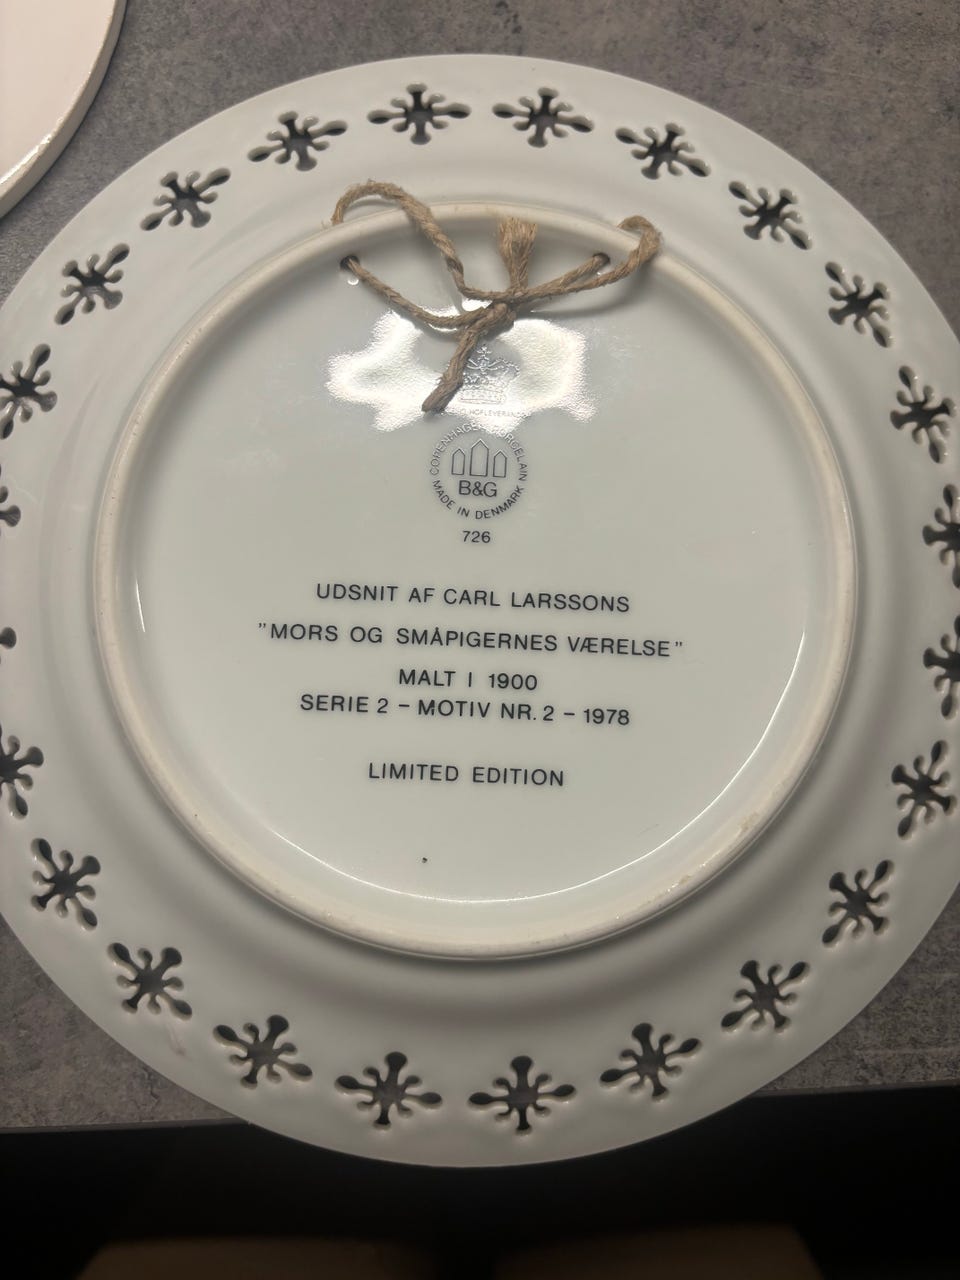 HOFLEVERANDØR
COPENHAGEN PORCELAIN
B&G
MADE IN DENMARK
726
UDSNIT AF CARL LARSSONS
"MORS OG SMÅPIGERNES VÆRELSE"
MALT I 1900
SERIE 2 - MOTIV NR. 2 - 1978
LIMITED EDITION